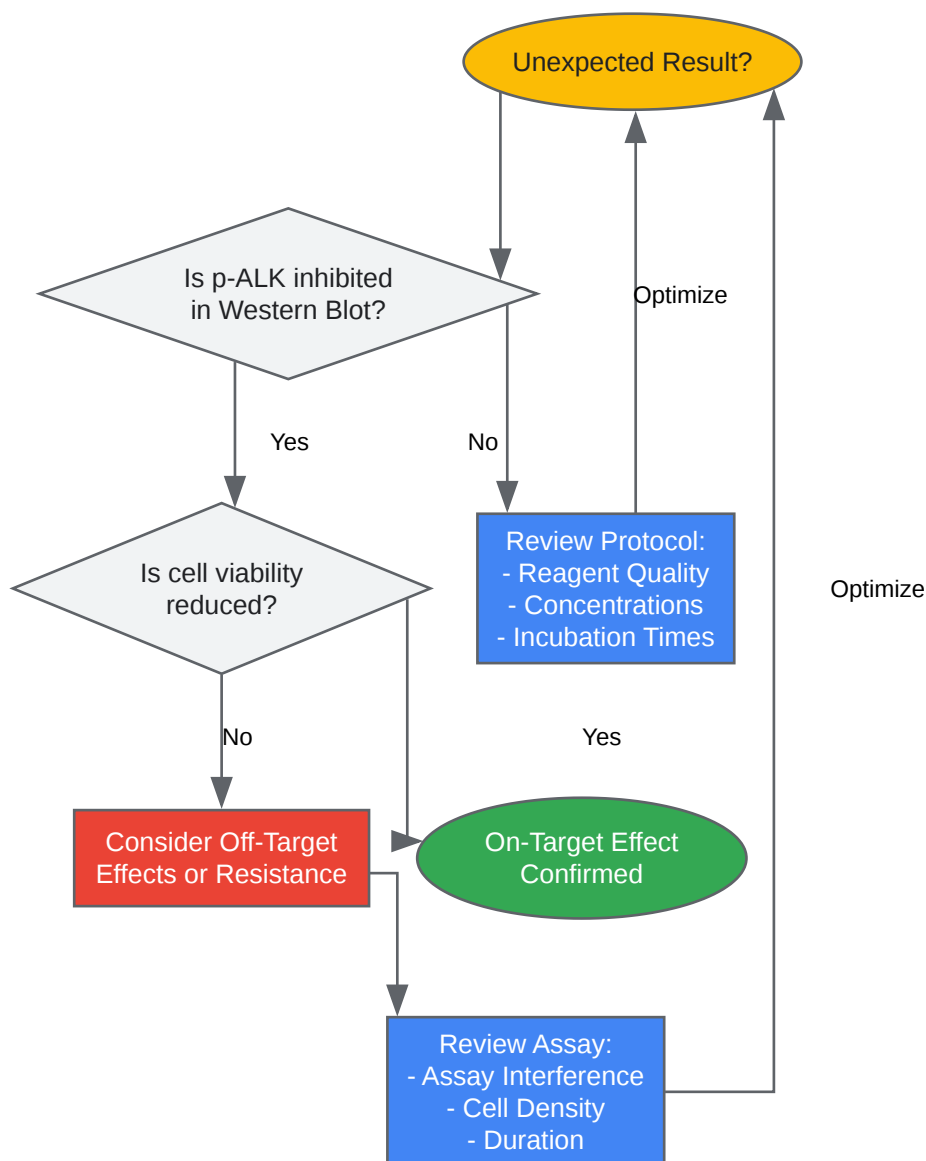 Unexpected Result?
Is p-ALK inhibited
in Western Blot?
Optimize
Yes
No
Review Protocol:
- Reagent Quality
- Concentrations
- Incubation Times
Is cell viability
reduced?
Optimize
No
Yes
Consider Off-Target
Effects or Resistance
On-Target Effect
Confirmed
Review Assay:
- Assay Interference
- Cell Density
- Duration